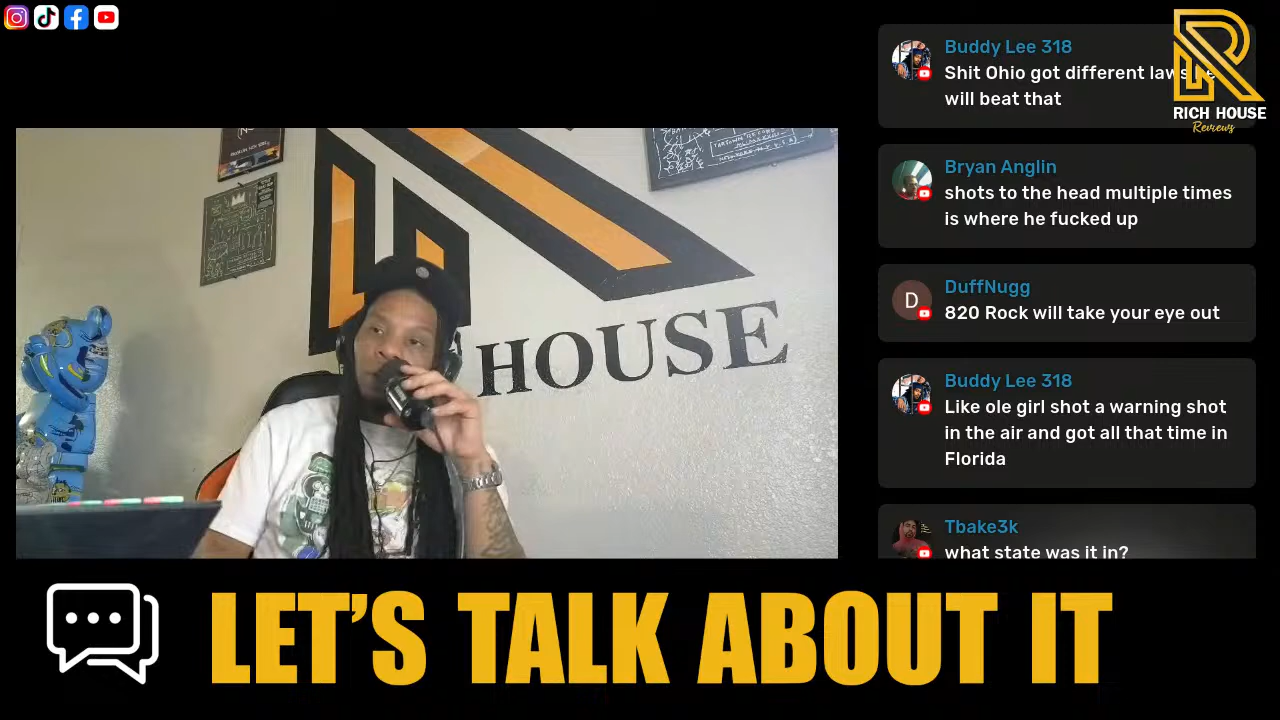 Buddy Lee 318
Shit Ohio got different laws he
will beat that
RICH HOUSE
Reviews
Bryan Anglin
shots to the head multiple times
is where he fucked up
D
DuffNugg
820 Rock will take your eye out
HOUSE
Buddy Lee 318
Like ole girl shot a warning shot
in the air and got all that time in
Florida
Tbake3k
what state was it in?
LET'S TALK ABOUT IT